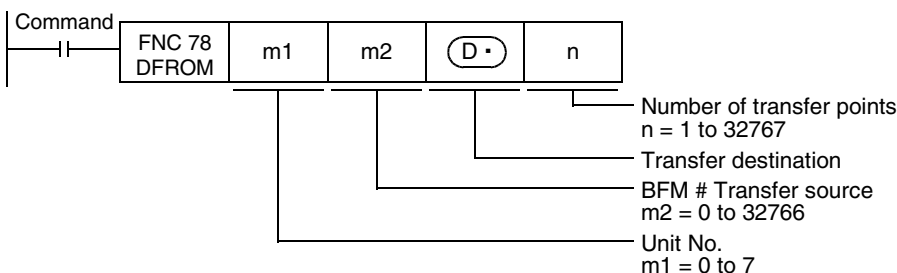 Command
FNC 78
DFROM
m1
m2
D·
n
Number of transfer points
n = 1 to 32767
Transfer destination
BFM # Transfer source
m2 = 0 to 32766
Unit No.
m1 = 0 to 7